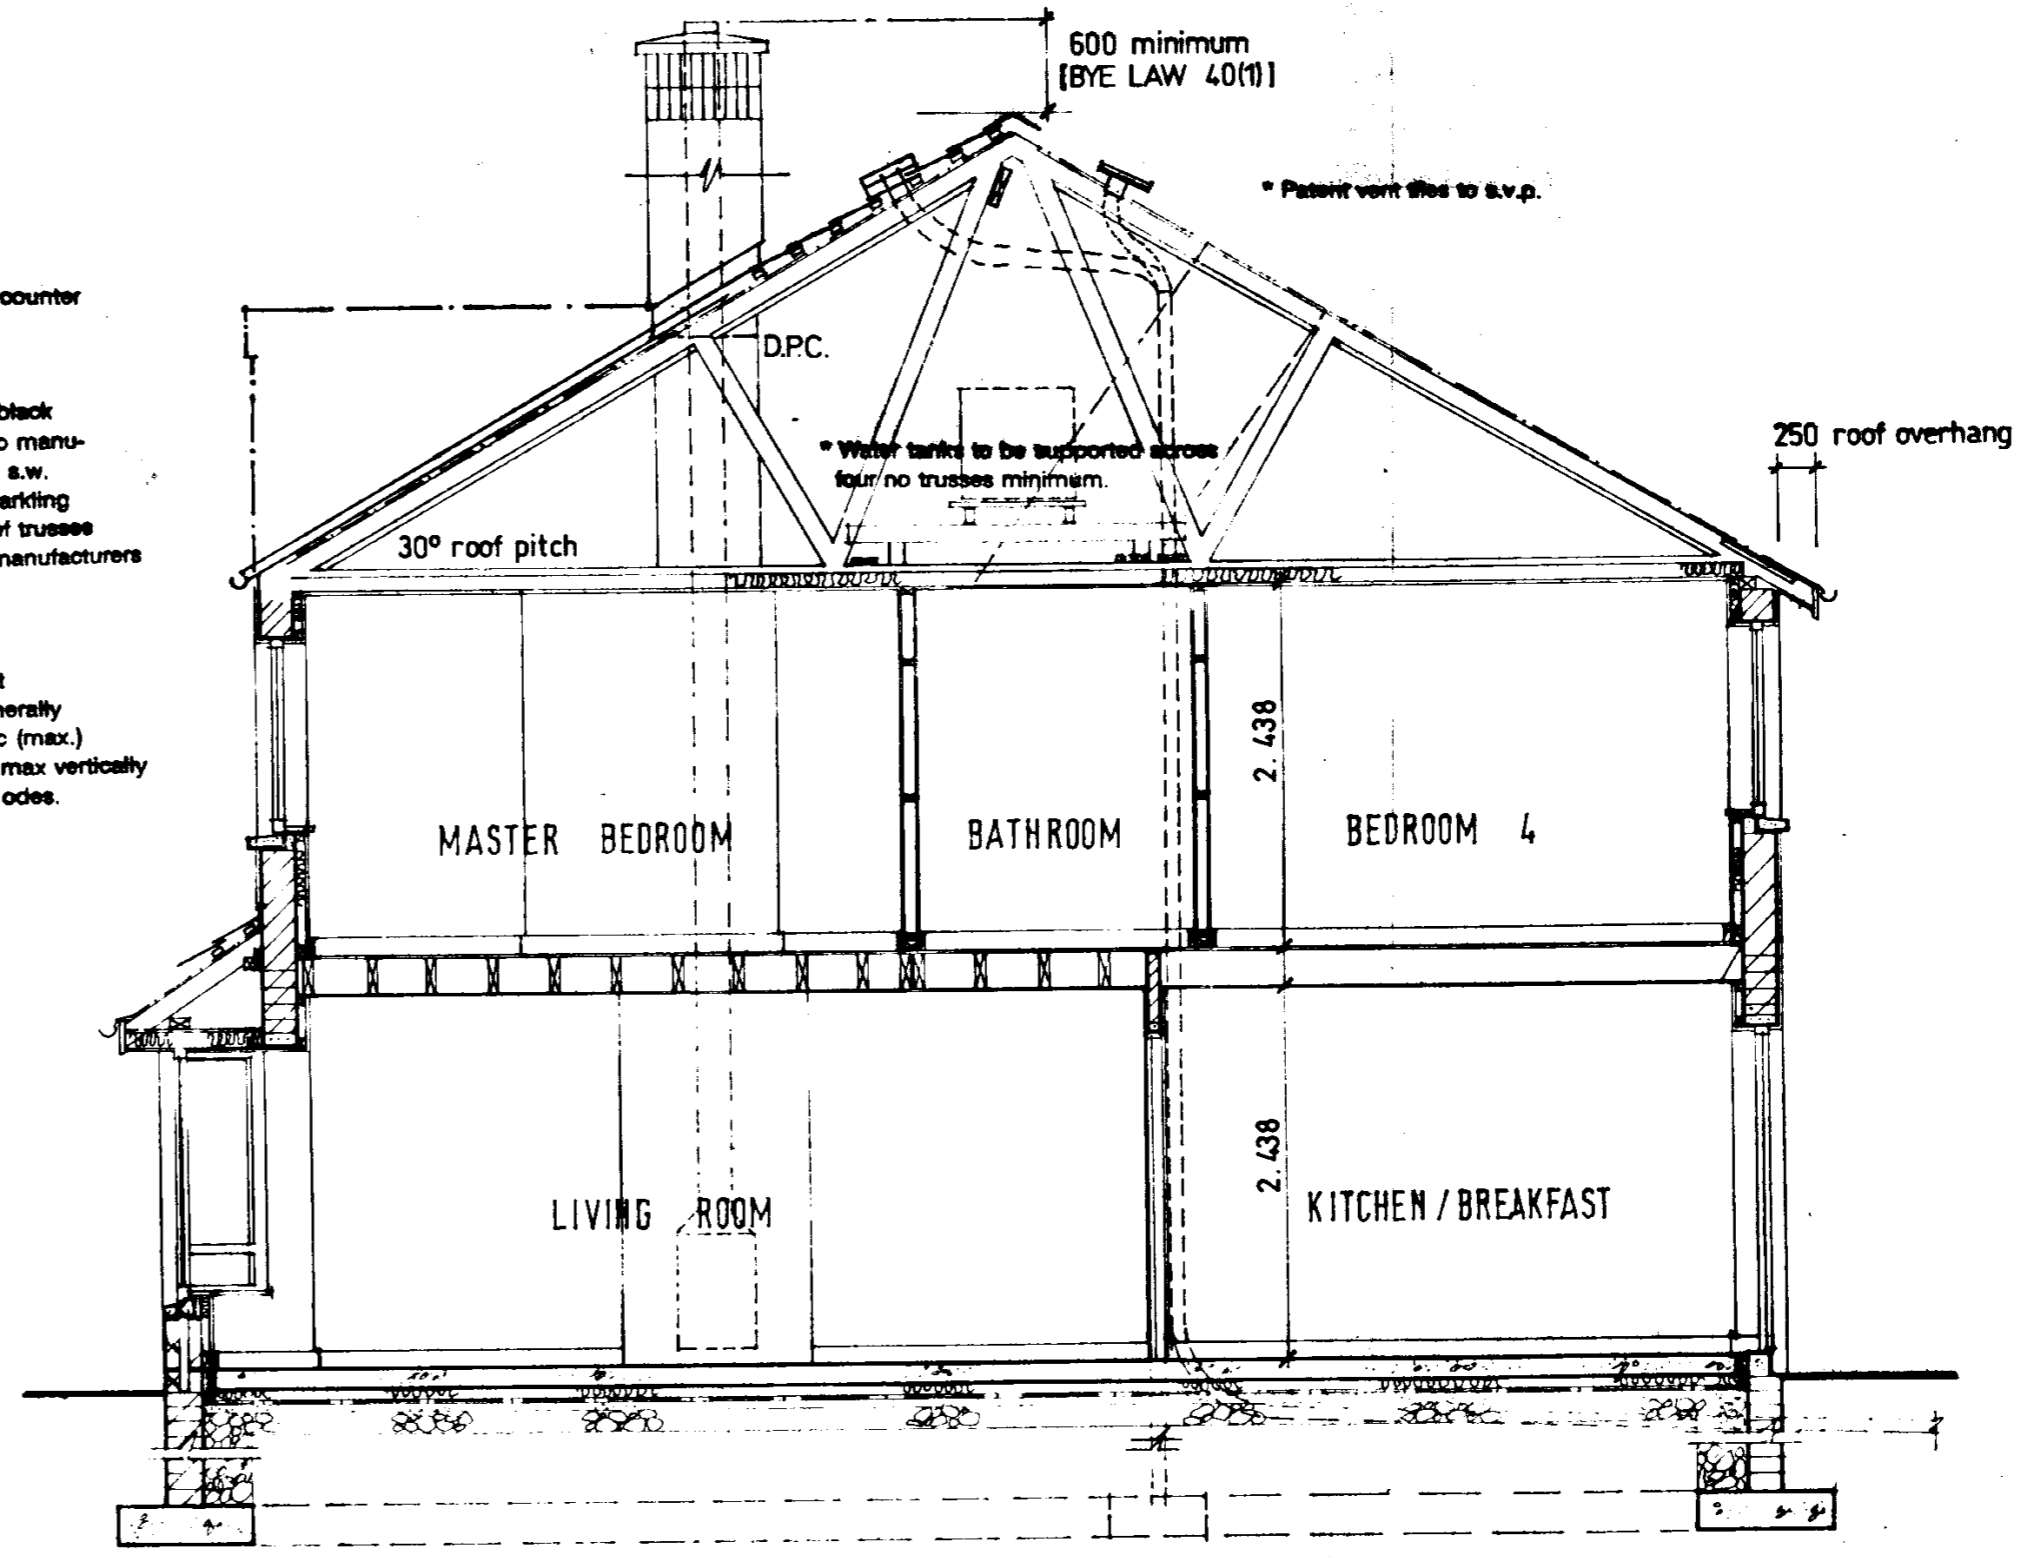 600 minimum
[BYE LAW 40(1)]
* Patent vent tiles to s.v.p.
counter
D.P.C.
black
o manu-
s.w.
arkling
of trusses
manufacturers
250 roof overhang
* Water tanks to be supported across
four no trusses minimum.
30° roof pitch
t
nerally
c (max.)
max vertically
odes.
2.438
MASTER BEDROOM
BATHROOM
BEDROOM 4
2.438
LIVING ROOM
KITCHEN / BREAKFAST